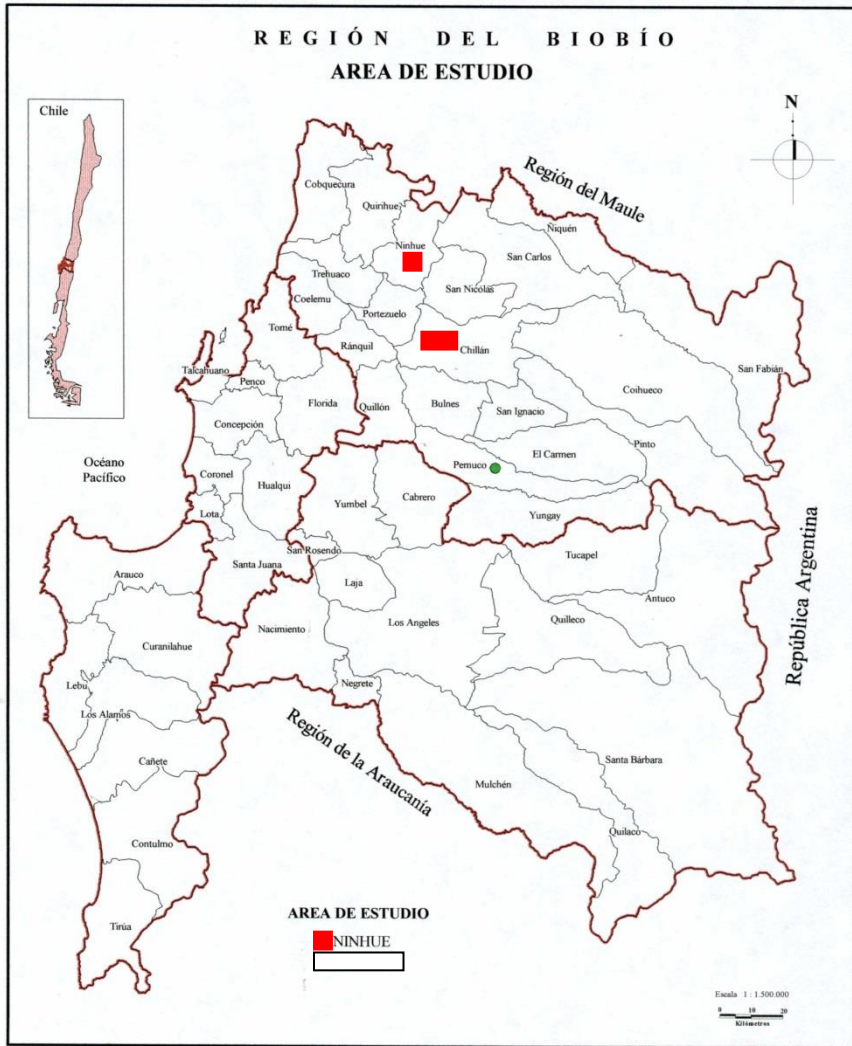 REGIÓN DEL BIOBÍO
AREA DE ESTUDIO
Chile
N
Región del Maule
Cobquecura
Quirihue
Ñiquén
Ninhue
San Carlos
Trehuaco
San Nicolás
Coelemu
Portezuelo
Tomé
Ránquil
Chillán
San Fabián
Talcahuano
Penco
Coihueco
Florida
Quillón
Bulnes
San Ignacio
Concepción
Pinto
Océano
Pacífico
El Carmen
Pemuco
Coronel
Hualqui
Yumbel
Cabrero
Lota
Yungay
San Rosendo
Tucapel
Santa Juana
Arauco
Laja
Antuco
República Argentina
Los Angeles
Quilleco
Nacimiento
Curanilahue
Lebu
Negrete
Los Alamos
Región de la Araucanía
Cañete
Santa Bárbara
Mulchén
Contulmo
Quilaco
Tirúa
AREA DE ESTUDIO
NINHUE
Escala 1 : 1.500.000
0 10 20
Kilómetros